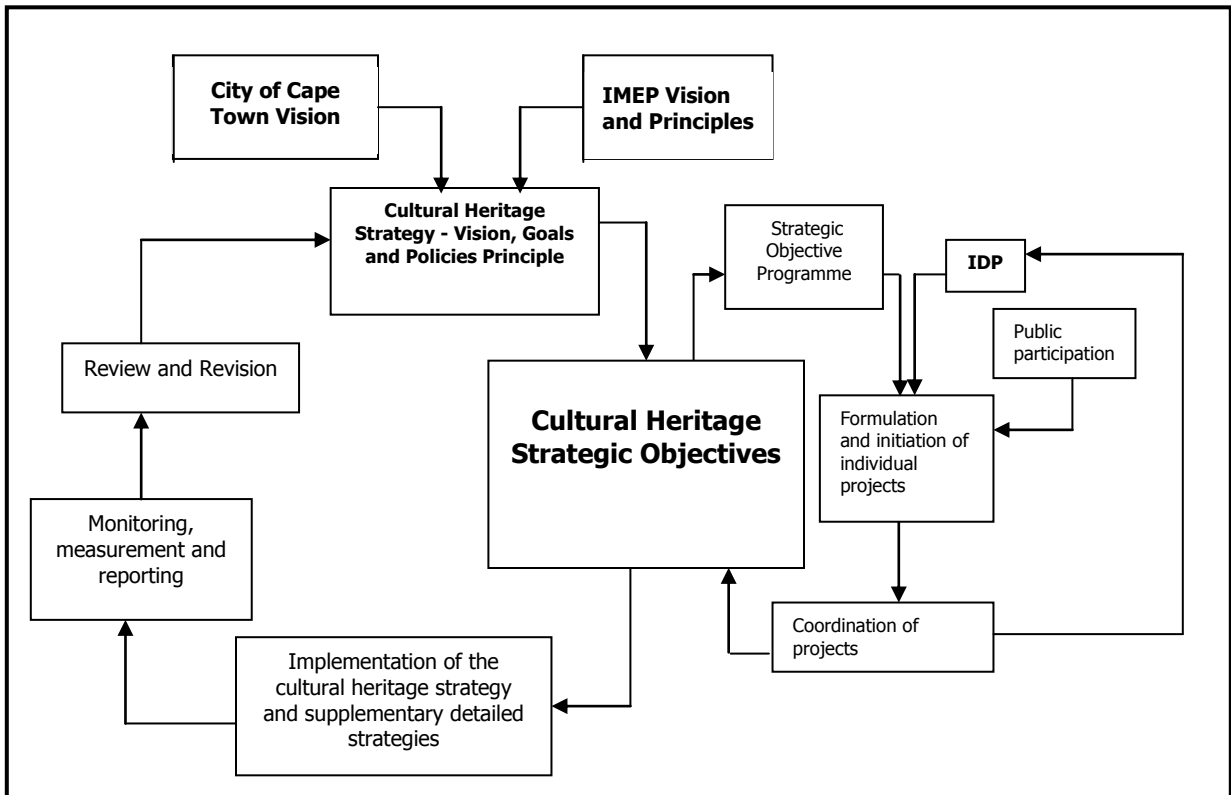 City of Cape
Town Vision
IMEP Vision
and Principles
Cultural Heritage
Strategy - Vision, Goals
and Policies Principle
Strategic
Objective
Programme
IDP
Public
participation
Review and Revision
Cultural Heritage
Strategic Objectives
Formulation
and initiation of
individual
projects
Monitoring,
measurement and
reporting
Coordination of
projects
Implementation of the
cultural heritage strategy
and supplementary detailed
strategies